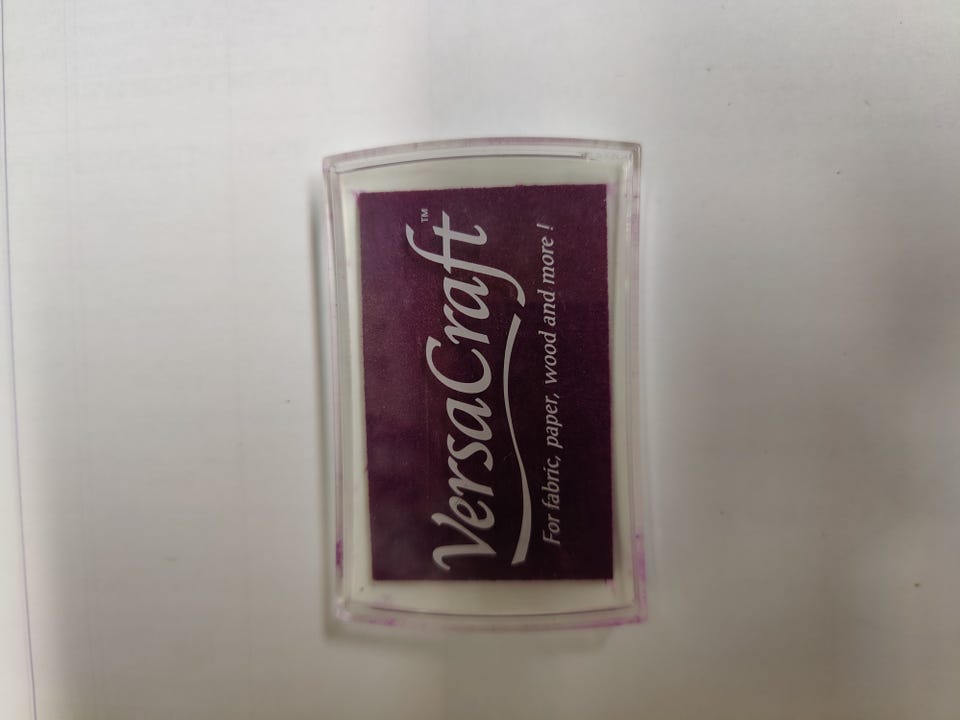 VersaCraft™
For fabric, paper, wood and more !